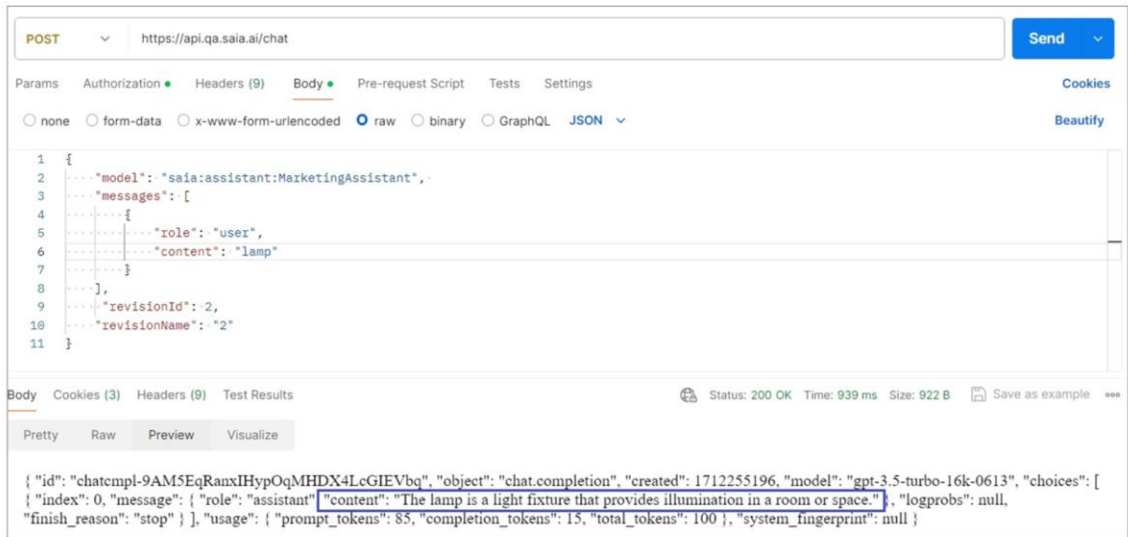 POST https://api.qa.saia.ai/chat Send
Params Authorization Headers (9) Body Pre-request Script Tests Settings Cookies
none form-data x-www-form-urlencoded raw binary GraphQL JSON Beautify
1 {
2 "model": "saia:assistant:MarketingAssistant",
3 "messages": [
4 {
5 "role": "user",
6 "content": "lamp"
7 }
8 ],
9 "revisionId": 2,
10 "revisionName": "2"
11 }
Body Cookies (3) Headers (9) Test Results Status: 200 OK Time: 939 ms Size: 922 B Save as example
Pretty Raw Preview Visualize
{ "id": "chatcmpl-9AM5EqRanxIHypOqMHDX4LcGIEVbq", "object": "chat.completion", "created": 1712255196, "model": "gpt-3.5-turbo-16k-0613", "choices": [
{ "index": 0, "message": { "role": "assistant" "content": "The lamp is a light fixture that provides illumination in a room or space." }, "logprobs": null,
"finish_reason": "stop" } ], "usage": { "prompt_tokens": 85, "completion_tokens": 15, "total_tokens": 100 }, "system_fingerprint": null }